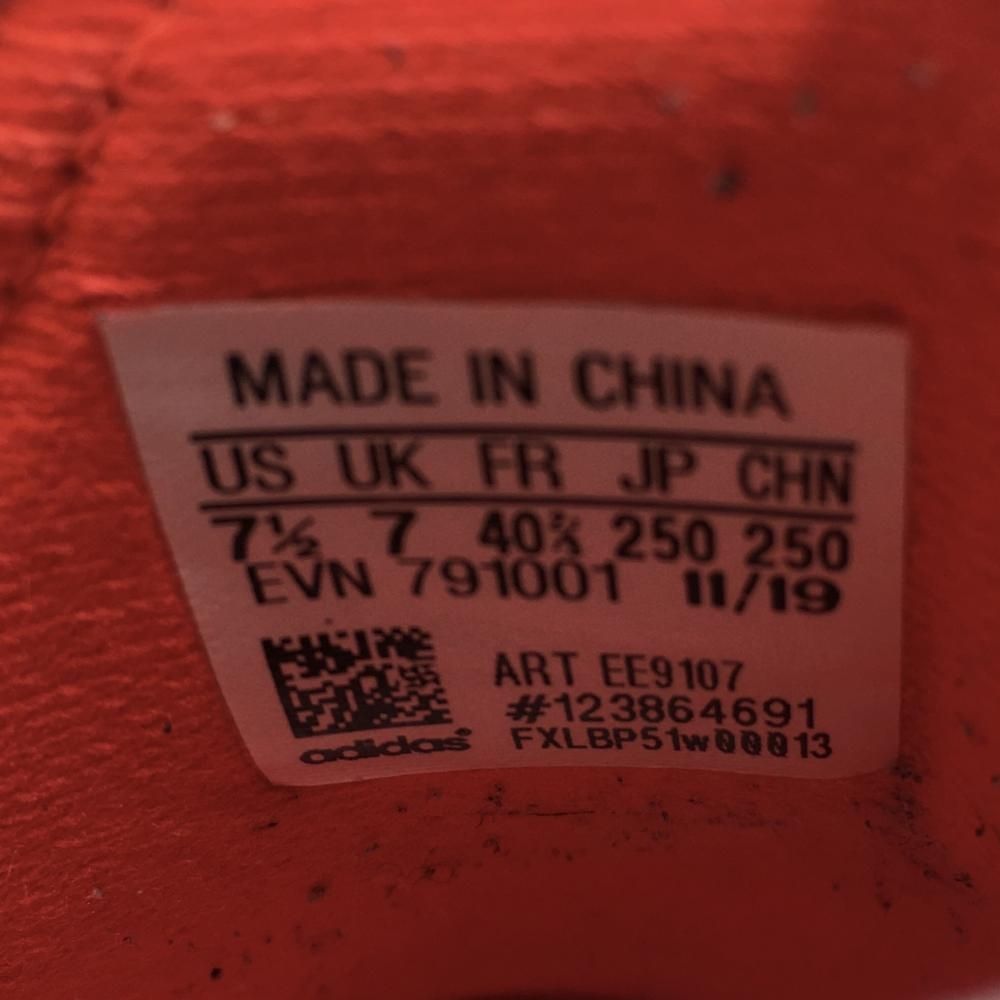 MADE IN CHINA
US UK FR JP CHN
7½ 7 40⅔ 250 250
EVN 791001 11/19
ART EE9107
#123864691
adidas® FXLBP51w00013